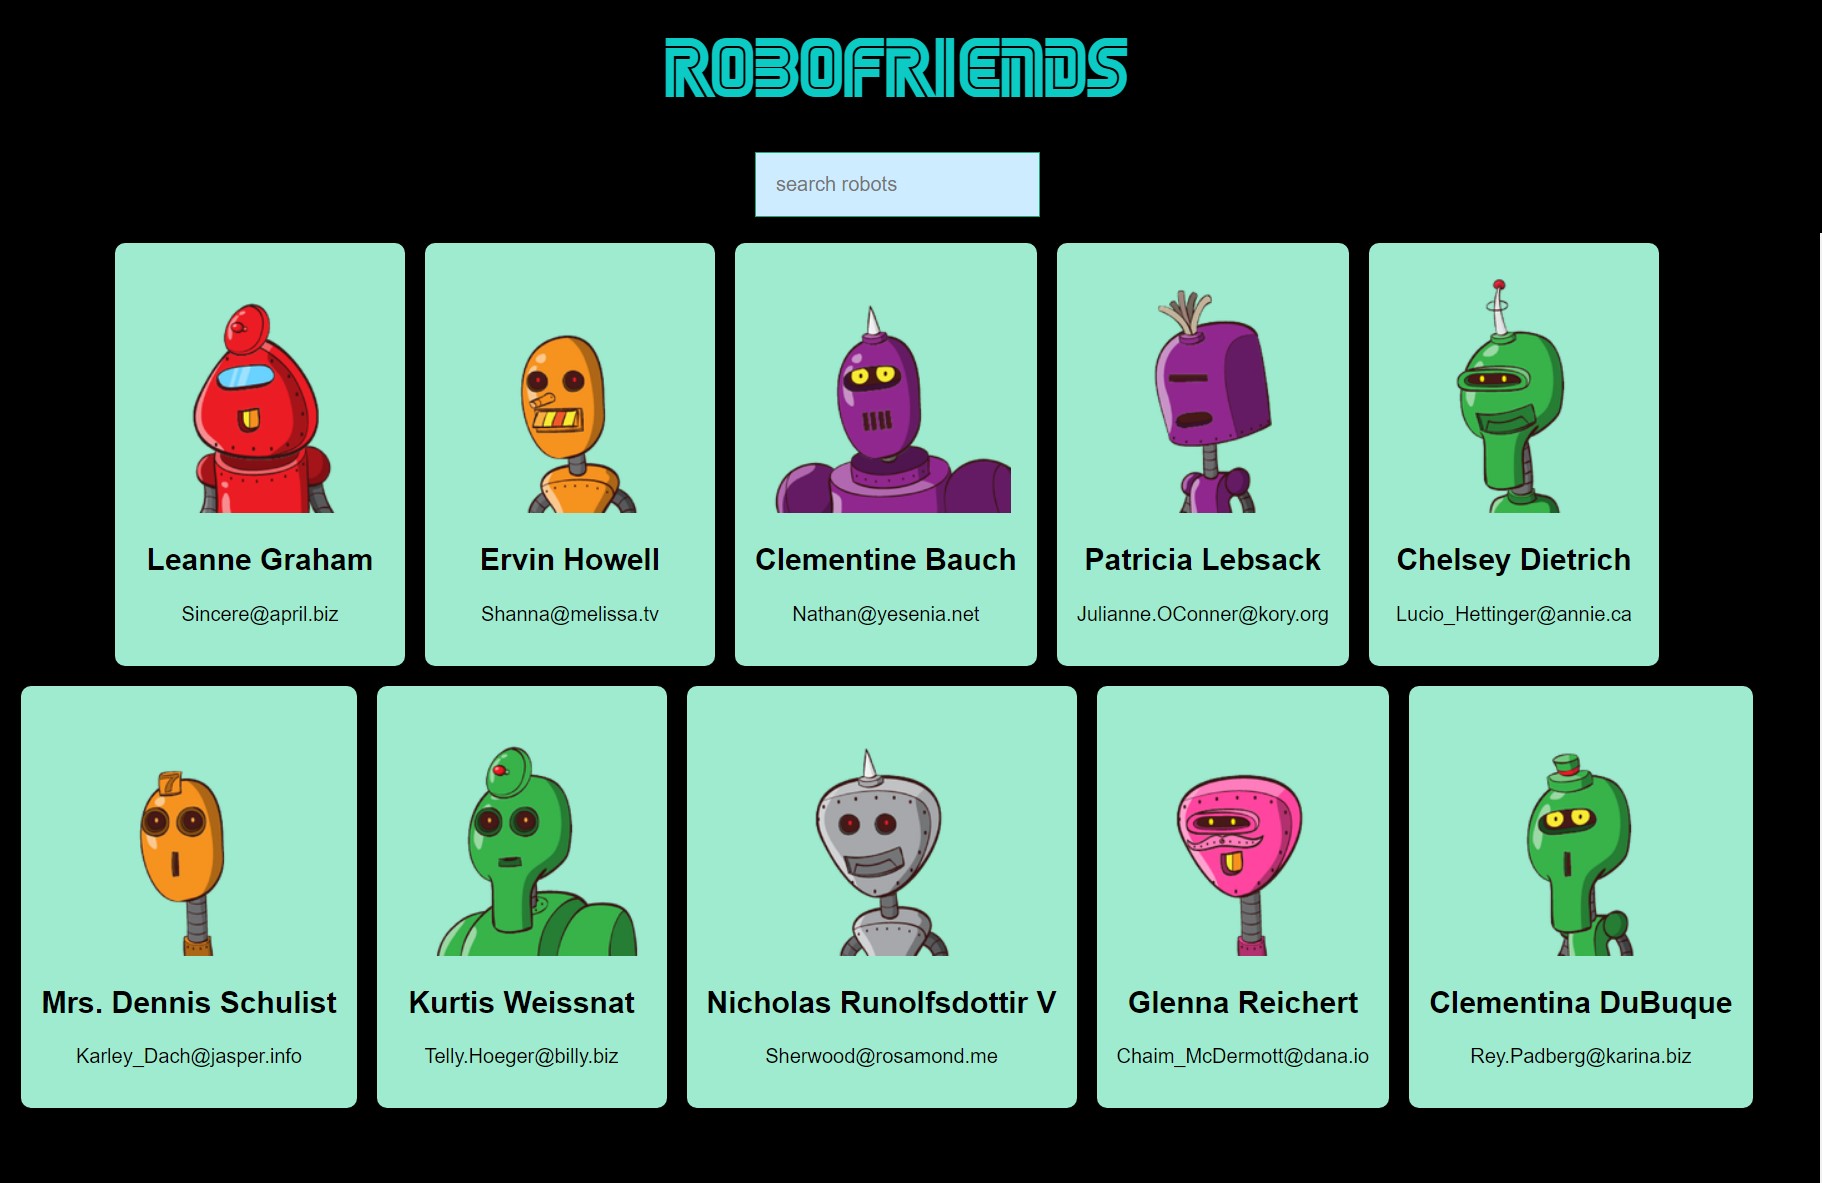 ROBOFRIENDS
search robots
Leanne Graham
Sincere@april.biz
Ervin Howell
Shanna@melissa.tv
Clementine Bauch
Nathan@yesenia.net
Patricia Lebsack
Julianne.OConner@kory.org
Chelsey Dietrich
Lucio_Hettinger@annie.ca
7
Mrs. Dennis Schulist
Karley_Dach@jasper.info
Kurtis Weissnat
Telly.Hoeger@billy.biz
Nicholas Runolfsdottir V
Sherwood@rosamond.me
Glenna Reichert
Chaim_McDermott@dana.io
Clementina DuBuque
Rey.Padberg@karina.biz